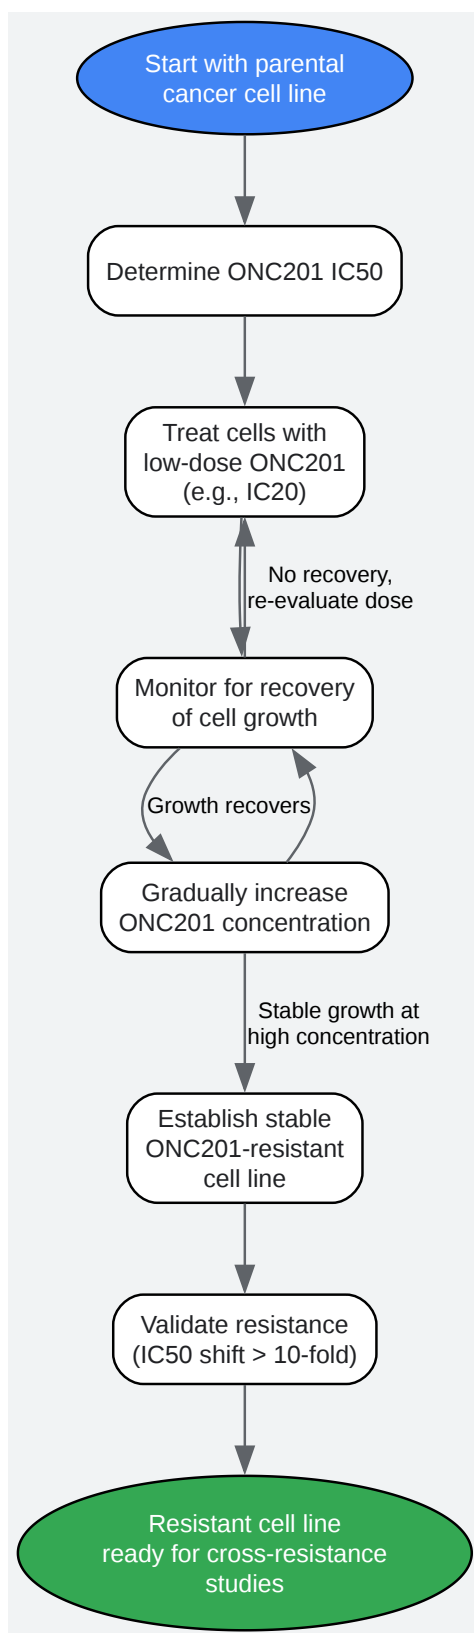 Start with parental
cancer cell line
Determine ONC201 IC50
Treat cells with
low-dose ONC201
(e.g., IC20)
No recovery,
re-evaluate dose
Monitor for recovery
of cell growth
Growth recovers
Gradually increase
ONC201 concentration
Stable growth at
high concentration
Establish stable
ONC201-resistant
cell line
Validate resistance
(IC50 shift > 10-fold)
Resistant cell line
ready for cross-resistance
studies